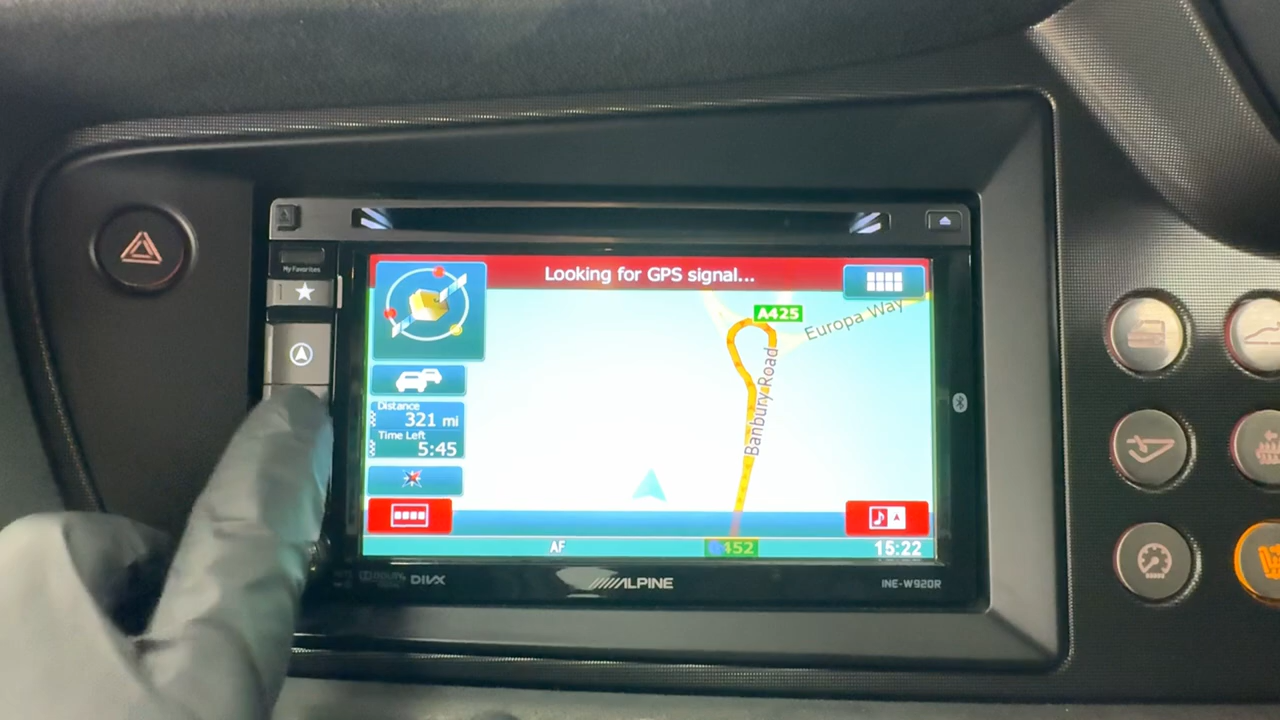 My Favorites
Looking for GPS signal...
A425
Europa Way
Banbury Road
Distance
321 mi
Time Left
5:45
AF
15:22
DIVX
ALPINE
INE-W920R